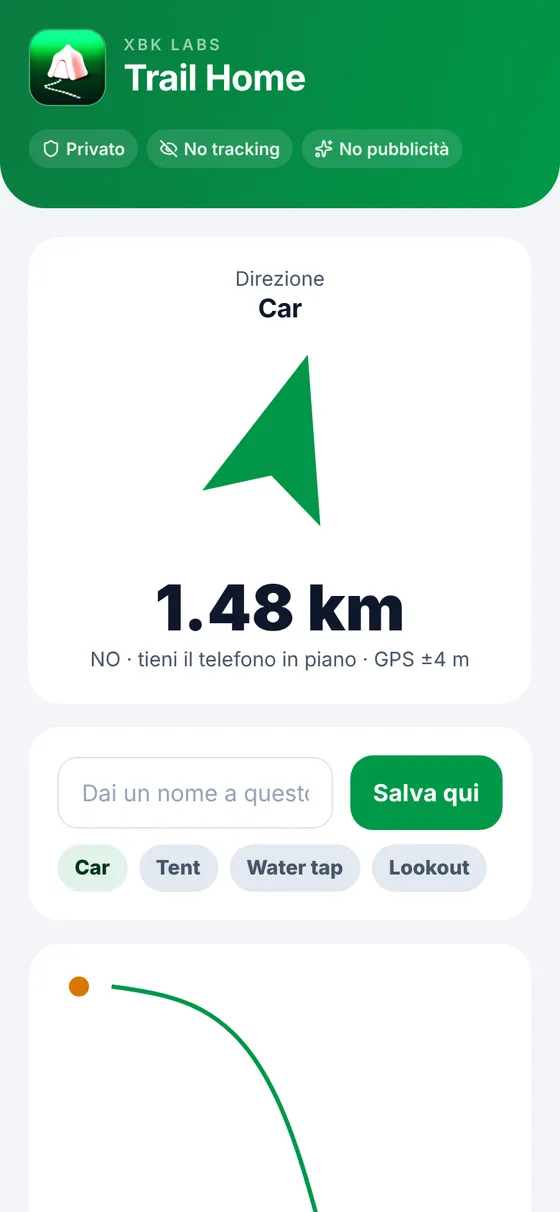 XBK LABS
Trail Home
Privato No tracking No pubblicità
Direzione
Car
1.48 km
NO · tieni il telefono in piano · GPS ±4 m
Dai un nome a questo Salva qui
Car Tent Water tap Lookout